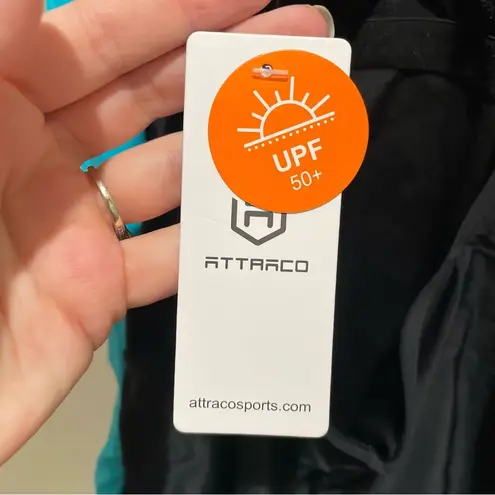 UPF
50+
ATTRACO
attracosports.com